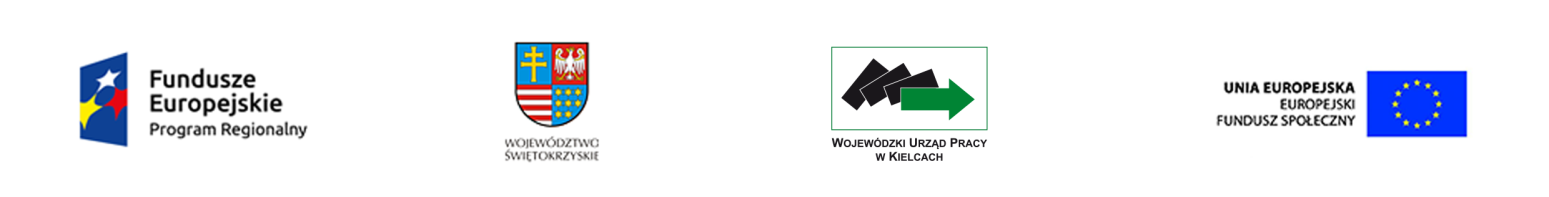 Fundusze
Europejskie
Program Regionalny
WOJEWÓDZTWO
ŚWIĘTOKRZYSKIE
WOJEWÓDZKI URZĄD PRACY
W KIELCACH
UNIA EUROPEJSKA
EUROPEJSKI
FUNDUSZ SPOŁECZNY